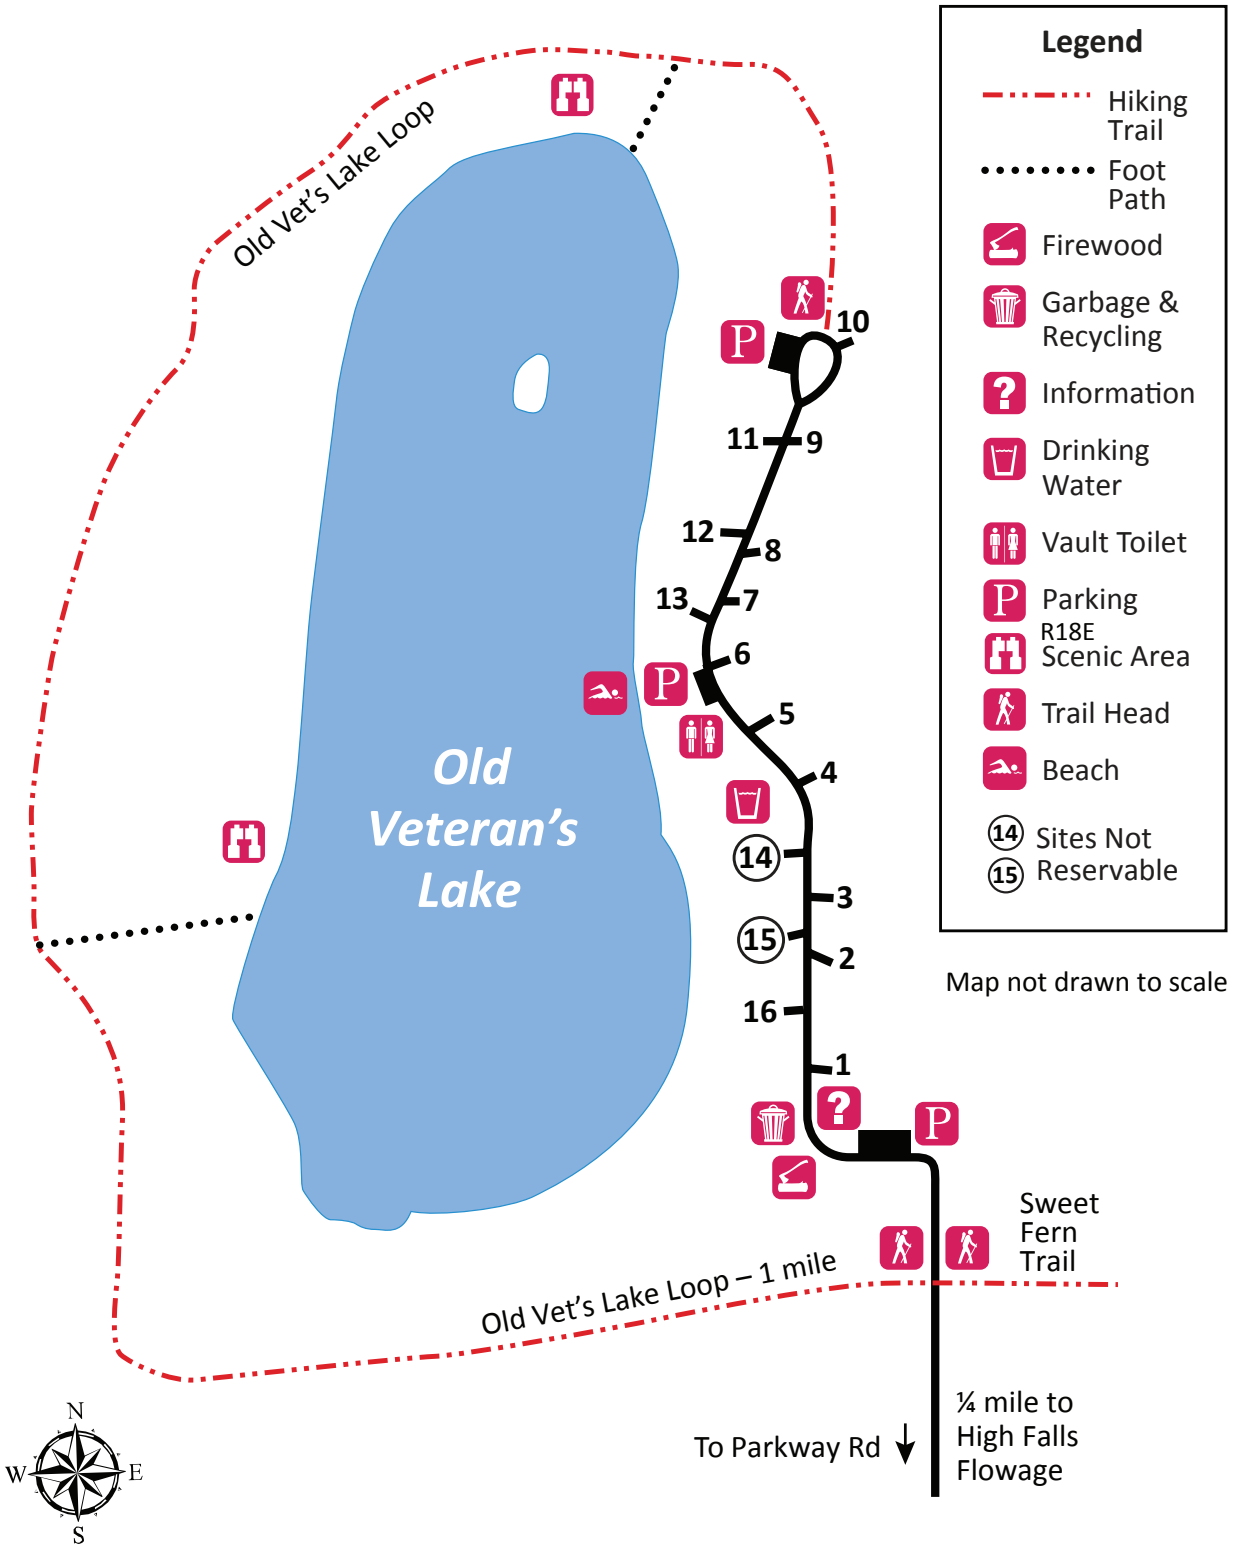 Legend
Hiking
Trail
Foot
Path
Firewood
Garbage &
Recycling
?
Information
Drinking
Water
Vault Toilet
P
Parking
R18E
Scenic Area
Trail Head
Beach
14
Sites Not
15
Reservable
Map not drawn to scale
Old Vet's Lake Loop
10
P
11
9
12
8
13
7
6
P
5
4
14
3
15
2
16
1
?
P
Old
Veteran's
Lake
Sweet
Fern
Trail
Old Vet's Lake Loop – 1 mile
¼ mile to
High Falls
Flowage
To Parkway Rd
N
W
E
S